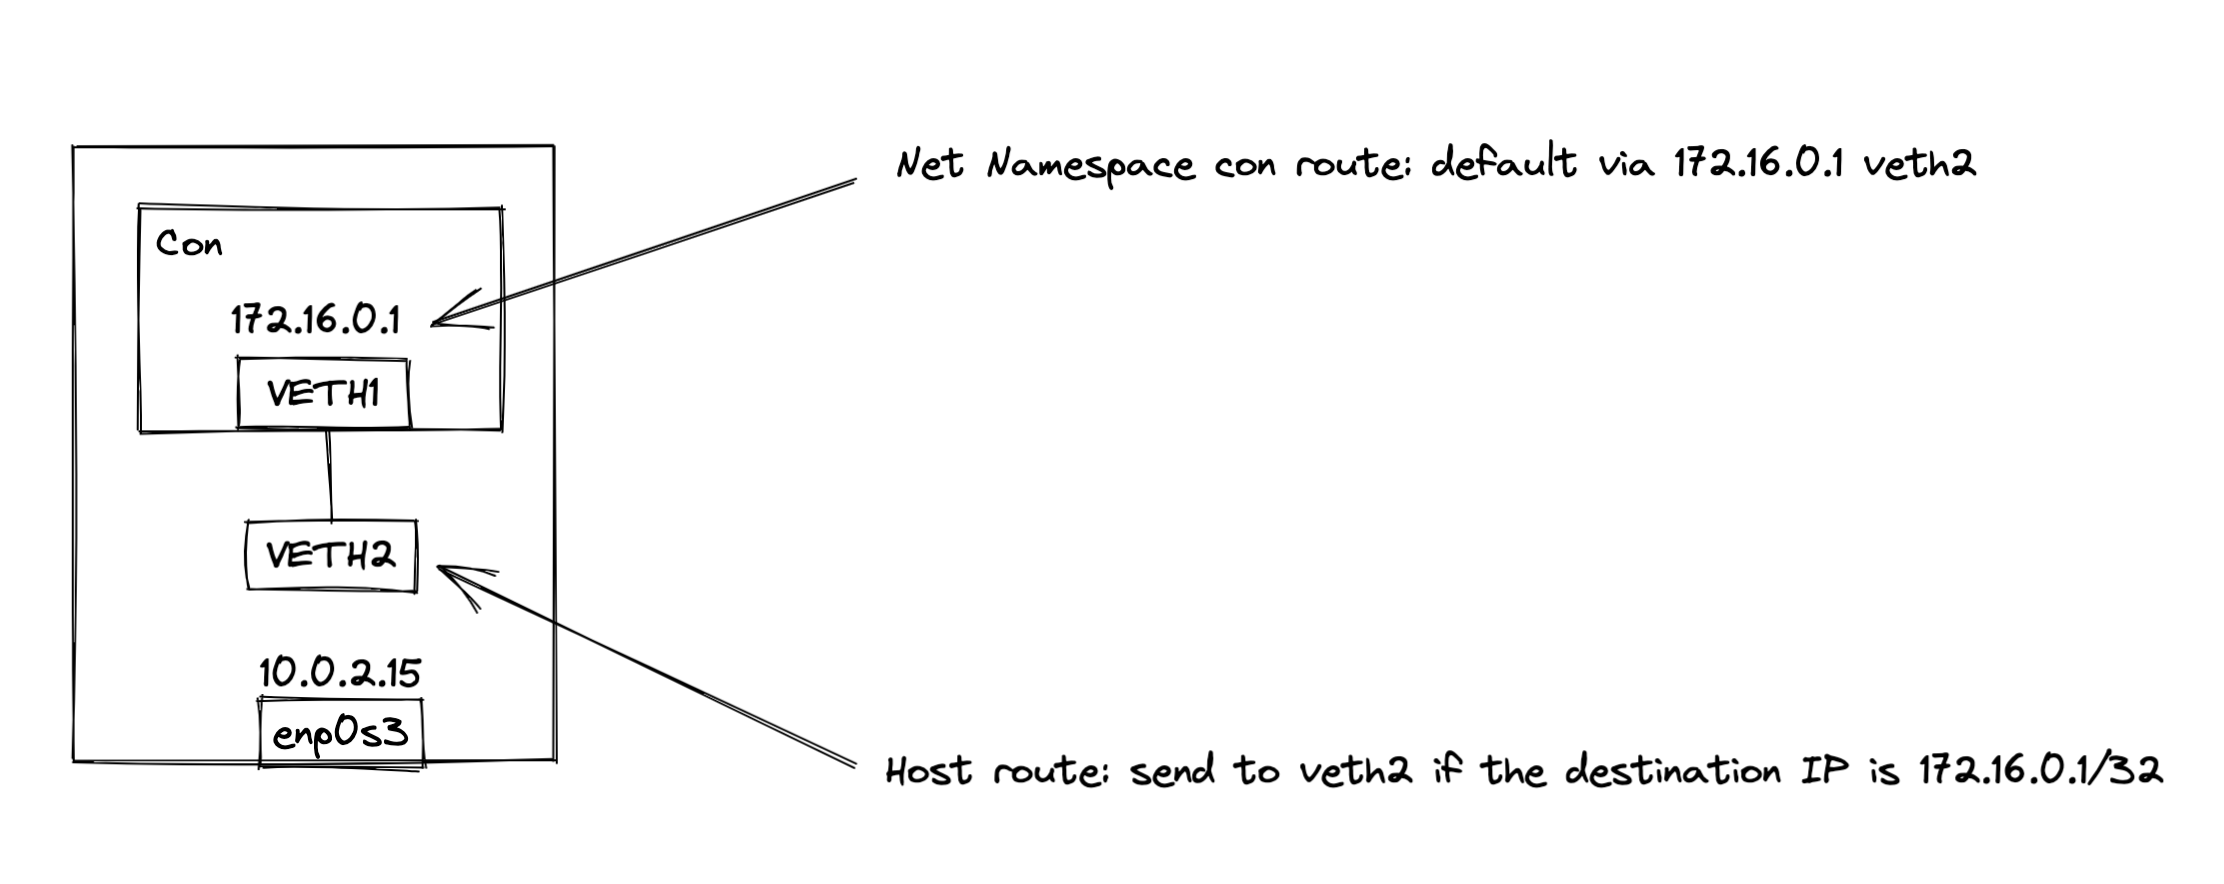 Net Namespace con route: default via 172.16.0.1 veth2
Con
172.16.0.1
VETH1
VETH2
10.0.2.15
enp0s3
Host route: send to veth2 if the destination IP is 172.16.0.1/32